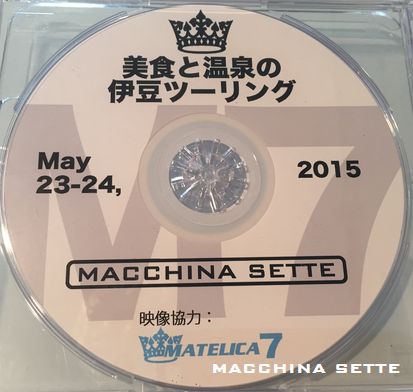 美食と温泉の
伊豆ツーリング
May
23-24,
2015
M7
MACCHINA SETTE
映像協力：
MATELICA 7
MACCHINA SETTE